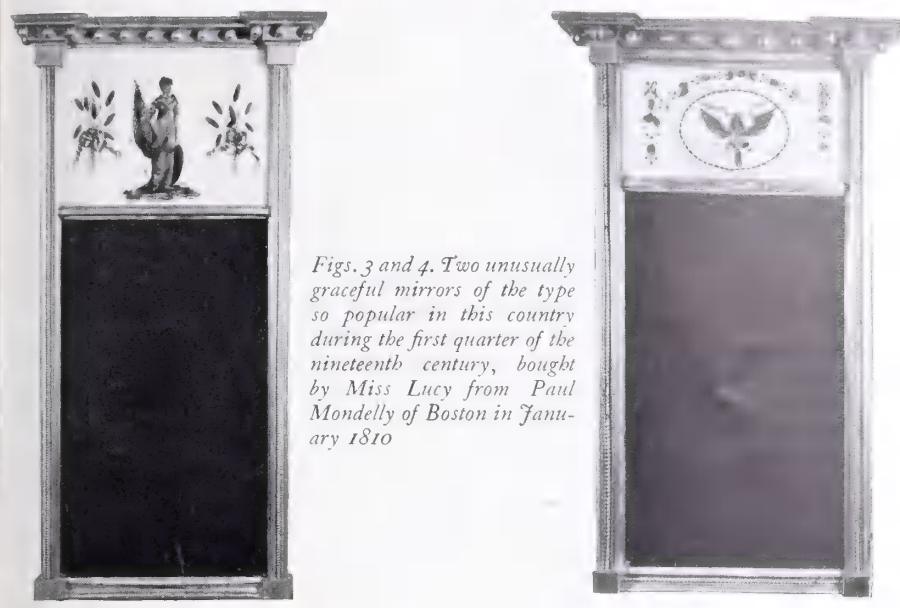 Figs. 3 and 4. Two unusually
graceful mirrors of the type
so popular in this country
during the first quarter of the
nineteenth century, bought
by Miss Lucy from Paul
Mondelly of Boston in Janu-
ary 1810